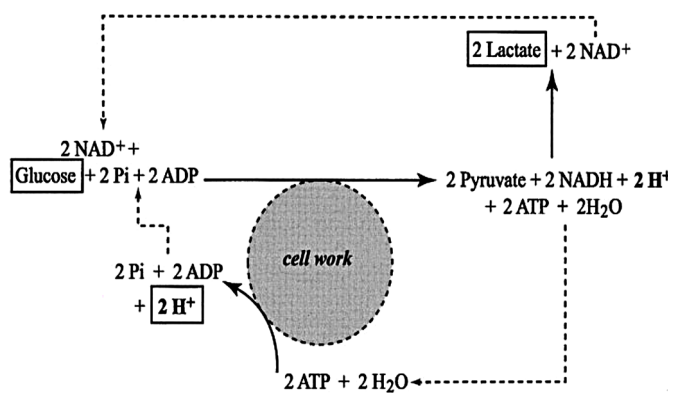 2 Lactate + 2 NAD+
2 NAD+ +
Glucose + 2 Pi + 2 ADP
2 Pyruvate + 2 NADH + 2 H+
+ 2 ATP + 2H₂O
cell work
2 Pi + 2 ADP
+ 2 H+
2 ATP + 2 H₂O